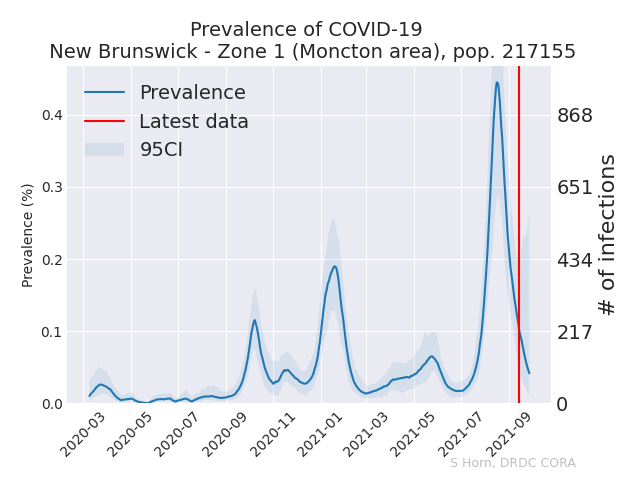 Prevalence of COVID-19
New Brunswick - Zone 1 (Moncton area), pop. 217155
Prevalence
Latest data
95CI
Prevalence (%)
0.4
0.3
0.2
0.1
0.0
868
651
434
217
0
# of infections
2020-03
2020-05
2020-07
2020-09
2020-11
2021-01
2021-03
2021-05
2021-07
2021-09
S Horn, DRDC CORA